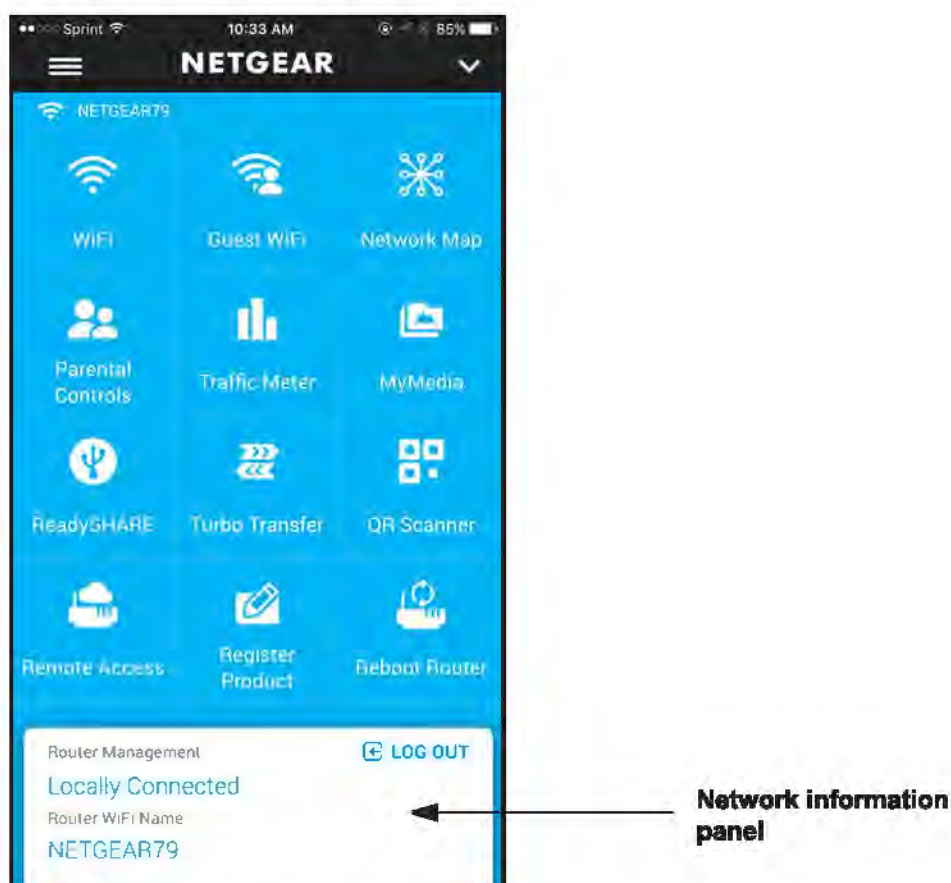 Sprint 10:33 AM 85%
NETGEAR
NETGEAR79
WiFi Guest WiFi Network Map
Parental Controls Traffic Meter MyMedia
ReadySHARE Turbo Transfer QR Scanner
Remote Access Register Product Reboot Router
Router Management LOG OUT
Locally Connected
Router WiFi Name
NETGEAR79
Network information
panel